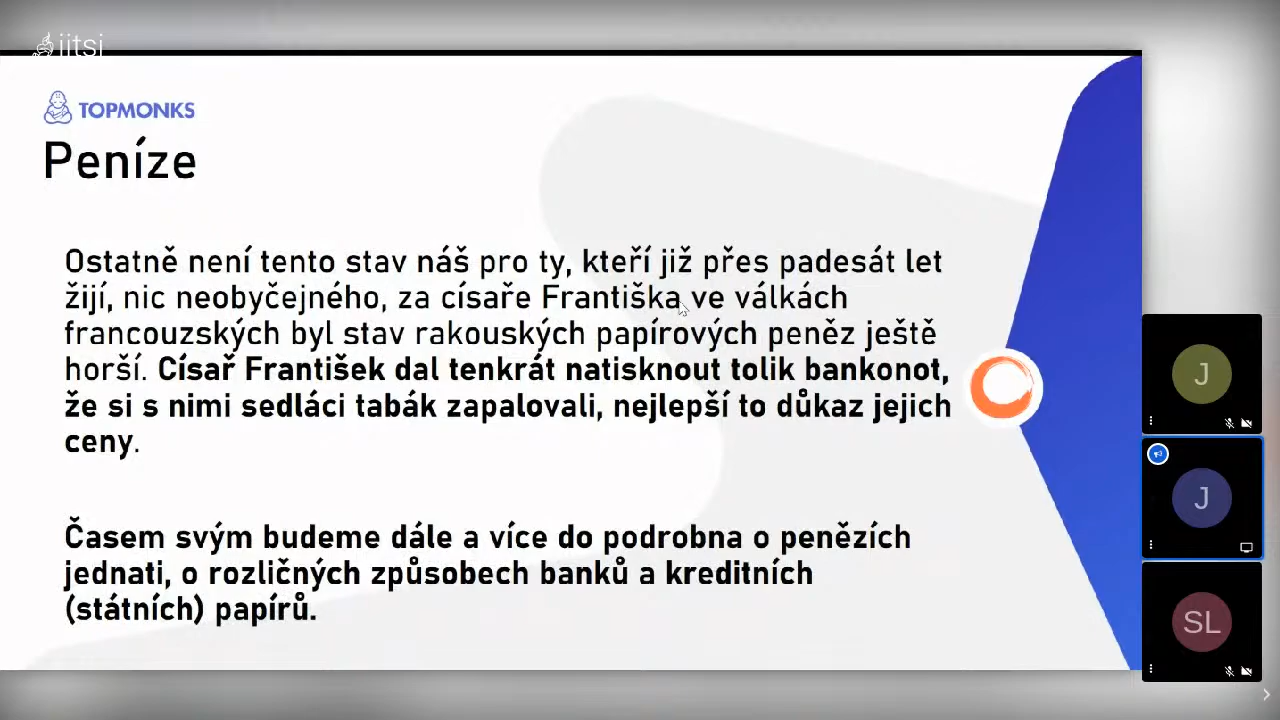 jitsi
TOPMONKS
Peníze
Ostatně není tento stav náš pro ty, kteří již přes padesát let
žijí, nic neobyčejného, za císaře Františka ve válkách
francouzských byl stav rakouských papírových peněz ještě
horší. Císař František dal tenkrát natisknout tolik bankonot,
že si s nimi sedláci tabák zapalovali, nejlepší to důkaz jejich
ceny.
Časem svým budeme dále a více do podrobna o penězích
jednati, o rozličných způsobech banků a kreditních
(státních) papírů.
J
J
SL